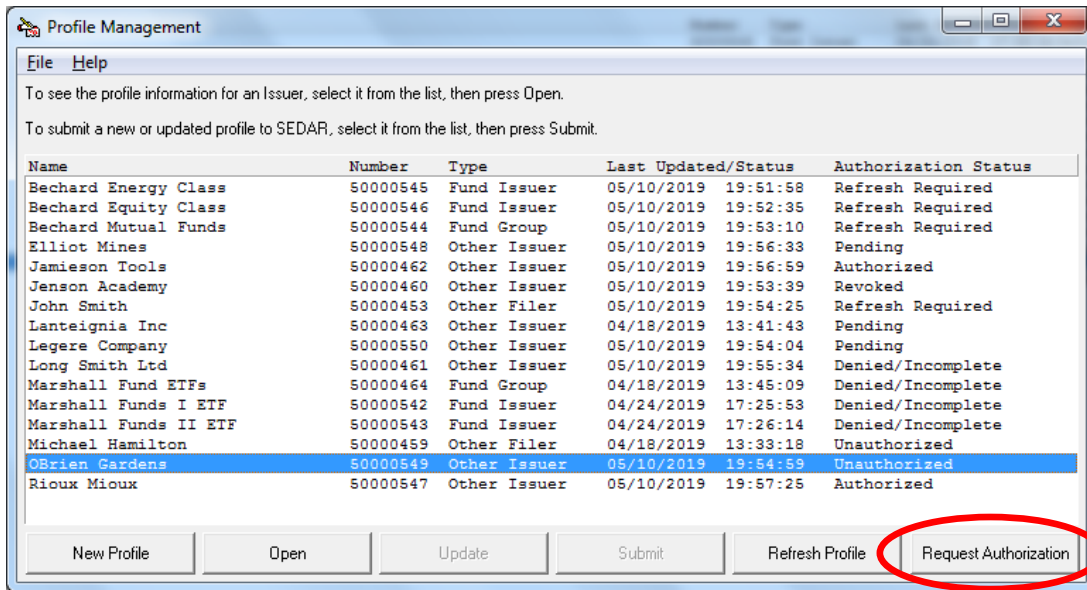 Profile Management
File Help
To see the profile information for an Issuer, select it from the list, then press Open.
To submit a new or updated profile to SEDAR, select it from the list, then press Submit.
Name Number Type Last Updated/Status Authorization Status
Bechard Energy Class 50000545 Fund Issuer 05/10/2019 19:51:58 Refresh Required
Bechard Equity Class 50000546 Fund Issuer 05/10/2019 19:52:35 Refresh Required
Bechard Mutual Funds 50000544 Fund Group 05/10/2019 19:53:10 Refresh Required
Elliot Mines 50000548 Other Issuer 05/10/2019 19:56:33 Pending
Jamieson Tools 50000462 Other Issuer 05/10/2019 19:56:59 Authorized
Jenson Academy 50000460 Other Issuer 05/10/2019 19:53:39 Revoked
John Smith 50000453 Other Filer 05/10/2019 19:54:25 Refresh Required
Lanteignia Inc 50000463 Other Issuer 04/18/2019 13:41:43 Pending
Legere Company 50000550 Other Issuer 05/10/2019 19:54:04 Pending
Long Smith Ltd 50000461 Other Issuer 05/10/2019 19:55:34 Denied/Incomplete
Marshall Fund ETFs 50000464 Fund Group 04/18/2019 13:45:09 Denied/Incomplete
Marshall Funds I ETF 50000542 Fund Issuer 04/24/2019 17:25:53 Denied/Incomplete
Marshall Funds II ETF 50000543 Fund Issuer 04/24/2019 17:26:14 Denied/Incomplete
Michael Hamilton 50000459 Other Filer 04/18/2019 13:33:18 Unauthorized
OBrien Gardens 50000549 Other Issuer 05/10/2019 19:54:59 Unauthorized
Rioux Mioux 50000547 Other Issuer 05/10/2019 19:57:25 Authorized
New Profile Open Update Submit Refresh Profile Request Authorization